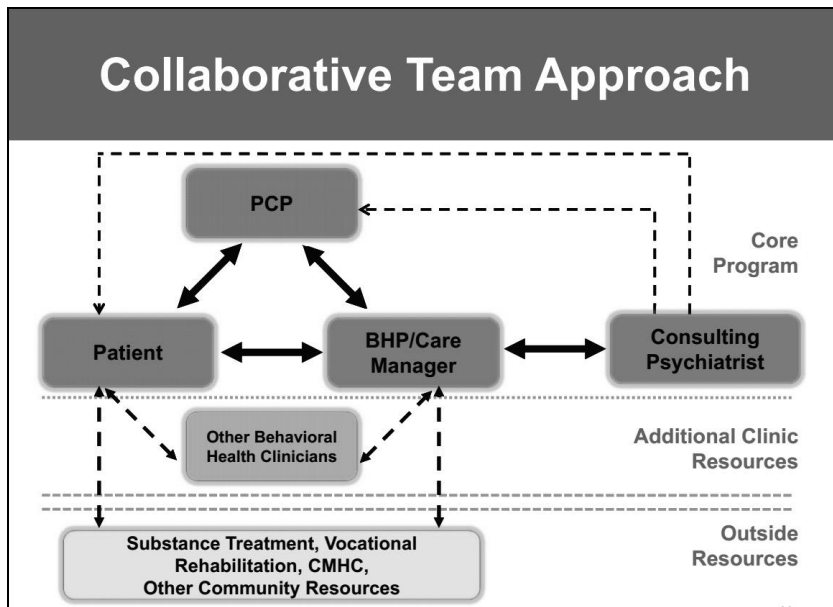 Collaborative Team Approach
PCP
Core
Program
Patient
BHP/Care
Manager
Consulting
Psychiatrist
Other Behavioral
Health Clinicians
Additional Clinic
Resources
Outside
Resources
Substance Treatment, Vocational
Rehabilitation, CMHC,
Other Community Resources